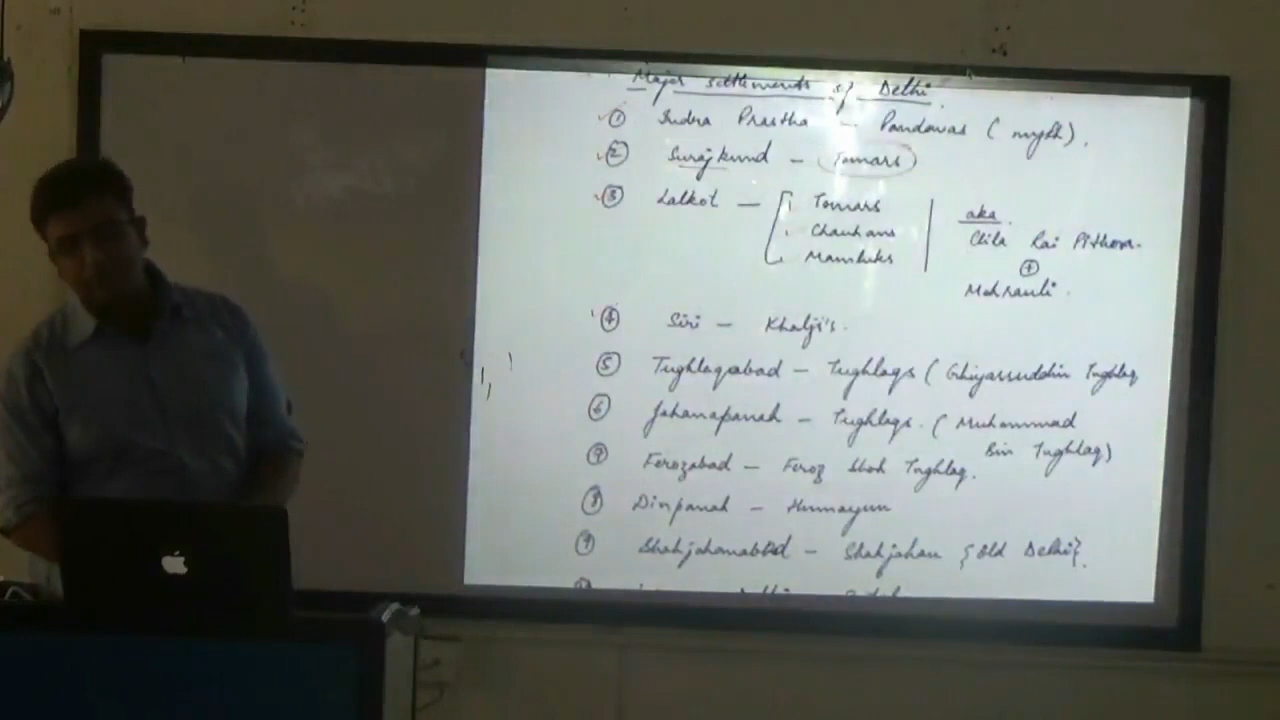 Major settlements of Delhi
① Indra Prastha - Pandavas (myth).
② Surajkund - Tomars
③ Lalkot - Tomars
Chauhans
Mamluks
aka
Qila Rai Pithora
+
Mehrauli.
④ Siri - Khalji's.
⑤ Tughlaqabad - Tughlaqs (Ghiyassuddin Tughlaq
⑥ Jahanapanah - Tughlaqs. (Muhammad
Bin Tughlaq)
⑦ Ferozabad - Feroz Shah Tughlaq.
⑧ Dinpanah - Humayun
⑨ Shahjahanabad - Shahjahan {Old Delhi}.